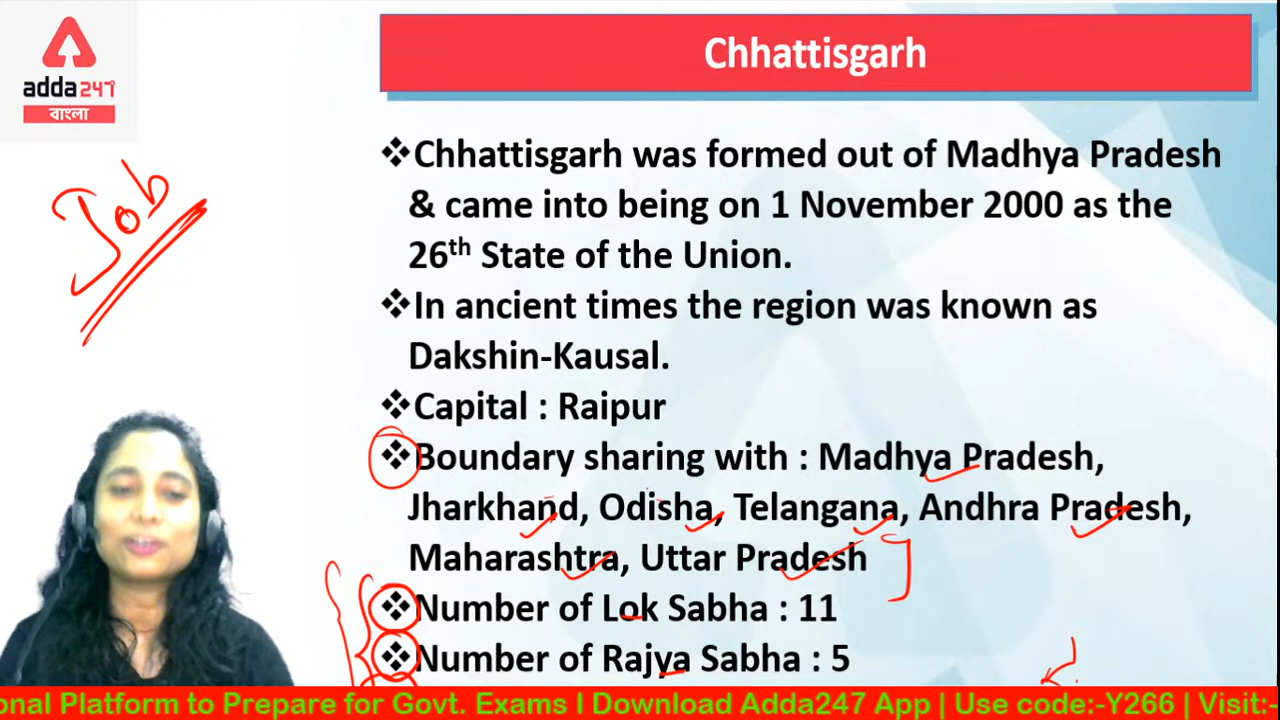 adda247
বাংলা
Job
Chhattisgarh
❖Chhattisgarh was formed out of Madhya Pradesh
& came into being on 1 November 2000 as the
26th State of the Union.
❖In ancient times the region was known as
Dakshin-Kausal.
❖Capital : Raipur
❖Boundary sharing with : Madhya Pradesh,
Jharkhand, Odisha, Telangana, Andhra Pradesh,
Maharashtra, Uttar Pradesh
❖Number of Lok Sabha : 11
❖Number of Rajya Sabha : 5
onal Platform to Prepare for Govt. Exams I Download Adda247 App | Use code:-Y266 | Visit:-